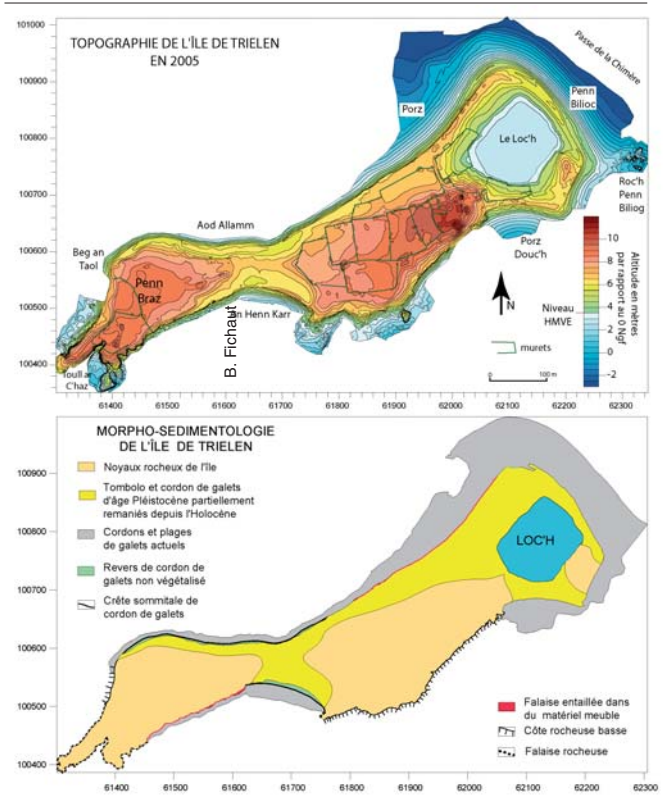 TOPOGRAPHIE DE L'ÎLE DE TRIELEN
EN 2005
Passe de la Chimère
Penn
Bilioc
Porz
Le Loc'h
Roc'h
Penn
Biliog
Aod Allamm
Porz
Douc'h
Beg an
Taol
Penn
Braz
an Henn Karr
B. Fichaut
Toull ar
C'haz
N
murets
0 100 m
Altitude en mètres
par rapport au 0 Ngf
Niveau
HMVE
10
8
6
4
2
0
-2
101000
100900
100800
100700
100600
100500
100400
61400 61500 61600 61700 61800 61900 62000 62100 62200 62300
MORPHO-SEDIMENTOLOGIE
DE L'ÎLE DE TRIELEN
Noyaux rocheux de l'île
Tombolo et cordon de galets
d'âge Pléistocène partiellement
remaniés depuis l'Holocène
Cordons et plages
de galets actuels
Revers de cordon de
galets non végétalisé
Crête sommitale de
cordon de galets
LOC'H
Falaise entaillée dans
du matériel meuble
Côte rocheuse basse
Falaise rocheuse
100900
100800
100700
100600
100500
100400
61400 61500 61600 61700 61800 61900 62000 62100 62200 62300